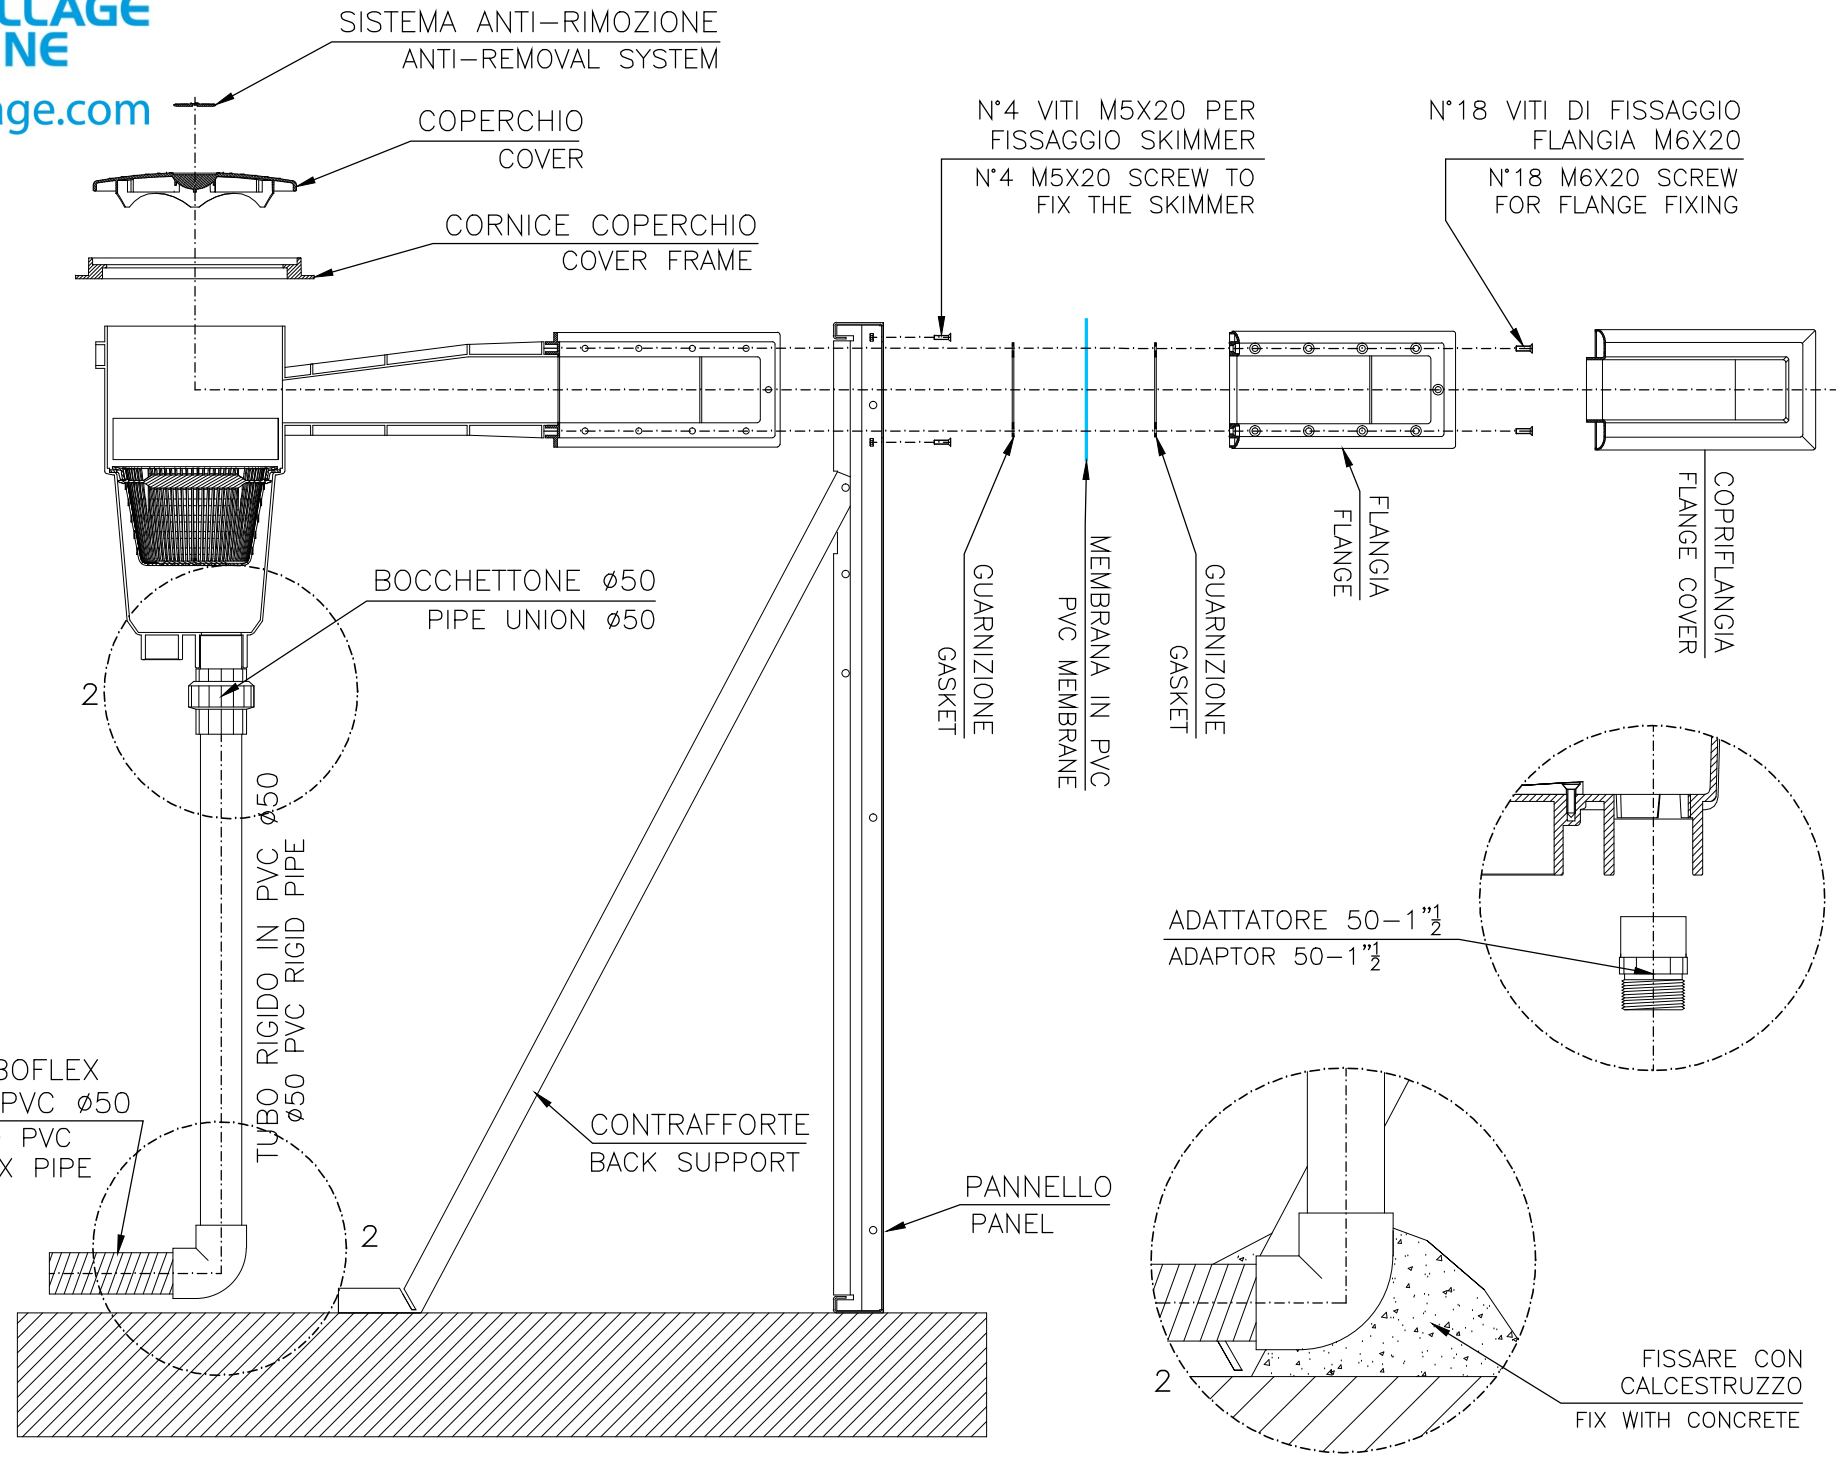 SISTEMA ANTI-RIMOZIONE
ANTI-REMOVAL SYSTEM
COPERCHIO
COVER
CORNICE COPERCHIO
COVER FRAME
N°4 VITI M5X20 PER
FISSAGGIO SKIMMER
N°4 M5X20 SCREW TO
FIX THE SKIMMER
N°18 VITI DI FISSAGGIO
FLANGIA M6X20
N°18 M6X20 SCREW
FOR FLANGE FIXING
GUARNIZIONE
GASKET
MEMBRANA IN PVC
PVC MEMBRANE
GUARNIZIONE
GASKET
FLANGIA
FLANGE
COPRIFLANGIA
FLANGE COVER
BOCCHETTONE ø50
PIPE UNION ø50
2
TUBO RIGIDO IN PVC ø50
ø50 PVC RIGID PIPE
ADATTATORE 50-1"½
ADAPTOR 50-1"½
PVC ø50
PVC
PIPE
2
CONTRAFFORTE
BACK SUPPORT
PANNELLO
PANEL
2
FISSARE CON
CALCESTRUZZO
FIX WITH CONCRETE